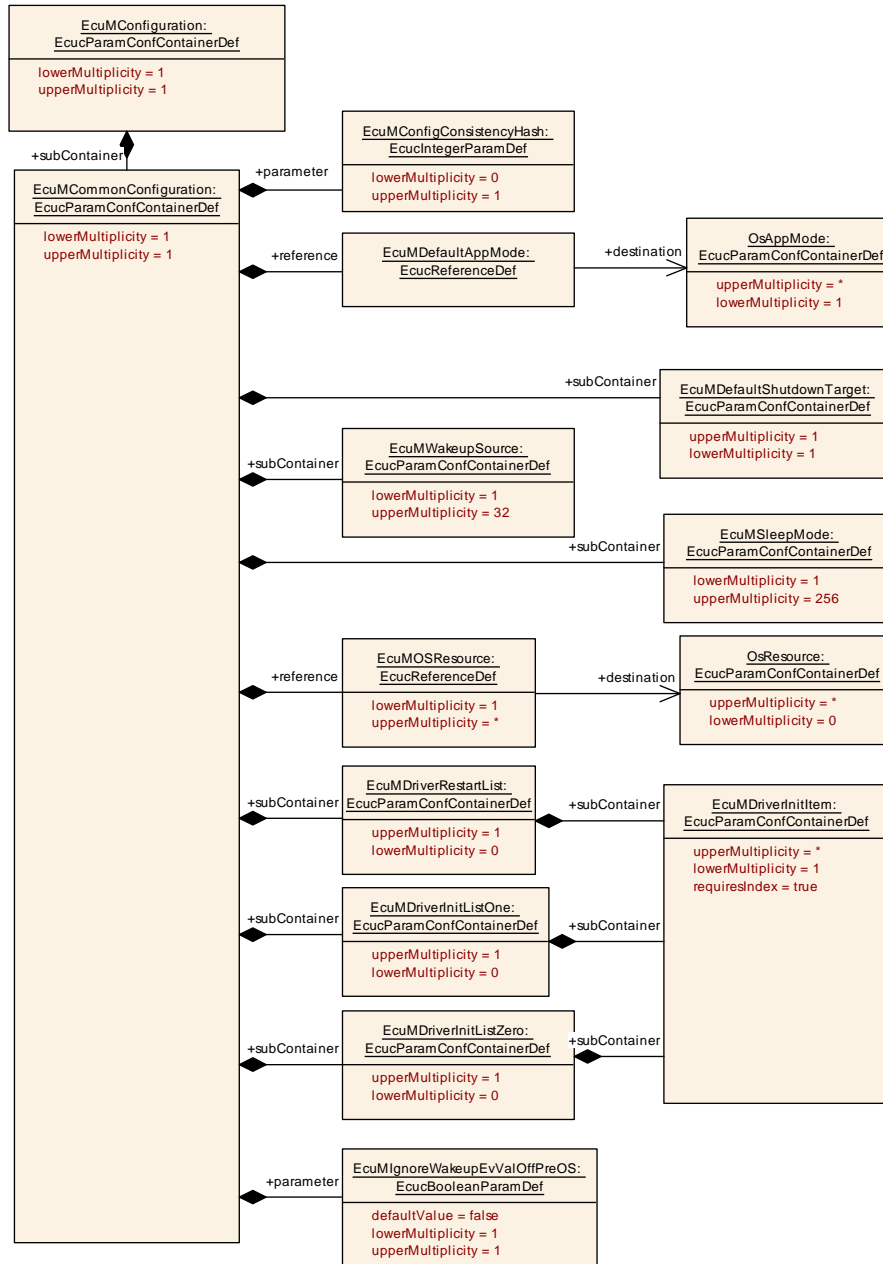 EcuMConfiguration:
EcucParamConfContainerDef
lowerMultiplicity = 1
upperMultiplicity = 1
+subContainer
EcuMCommonConfiguration:
EcucParamConfContainerDef
lowerMultiplicity = 1
upperMultiplicity = 1
+parameter
EcuMConfigConsistencyHash:
EcucIntegerParamDef
lowerMultiplicity = 0
upperMultiplicity = 1
+reference
EcuMDefaultAppMode:
EcucReferenceDef
+destination
OsAppMode:
EcucParamConfContainerDef
upperMultiplicity = *
lowerMultiplicity = 1
+subContainer
EcuMDefaultShutdownTarget:
EcucParamConfContainerDef
upperMultiplicity = 1
lowerMultiplicity = 1
+subContainer
EcuMWakeupSource:
EcucParamConfContainerDef
lowerMultiplicity = 1
upperMultiplicity = 32
+subContainer
EcuMSleepMode:
EcucParamConfContainerDef
lowerMultiplicity = 1
upperMultiplicity = 256
+reference
EcuMOSResource:
EcucReferenceDef
lowerMultiplicity = 1
upperMultiplicity = *
+destination
OsResource:
EcucParamConfContainerDef
upperMultiplicity = *
lowerMultiplicity = 0
+subContainer
EcuMDriverRestartList:
EcucParamConfContainerDef
upperMultiplicity = 1
lowerMultiplicity = 0
+subContainer
EcuMDriverInitItem:
EcucParamConfContainerDef
upperMultiplicity = *
lowerMultiplicity = 1
requiresIndex = true
+subContainer
EcuMDriverInitListOne:
EcucParamConfContainerDef
upperMultiplicity = 1
lowerMultiplicity = 0
+subContainer
+subContainer
EcuMDriverInitListZero:
EcucParamConfContainerDef
upperMultiplicity = 1
lowerMultiplicity = 0
+subContainer
+parameter
EcuMIgnoreWakeupEvValOffPreOS:
EcucBooleanParamDef
defaultValue = false
lowerMultiplicity = 1
upperMultiplicity = 1